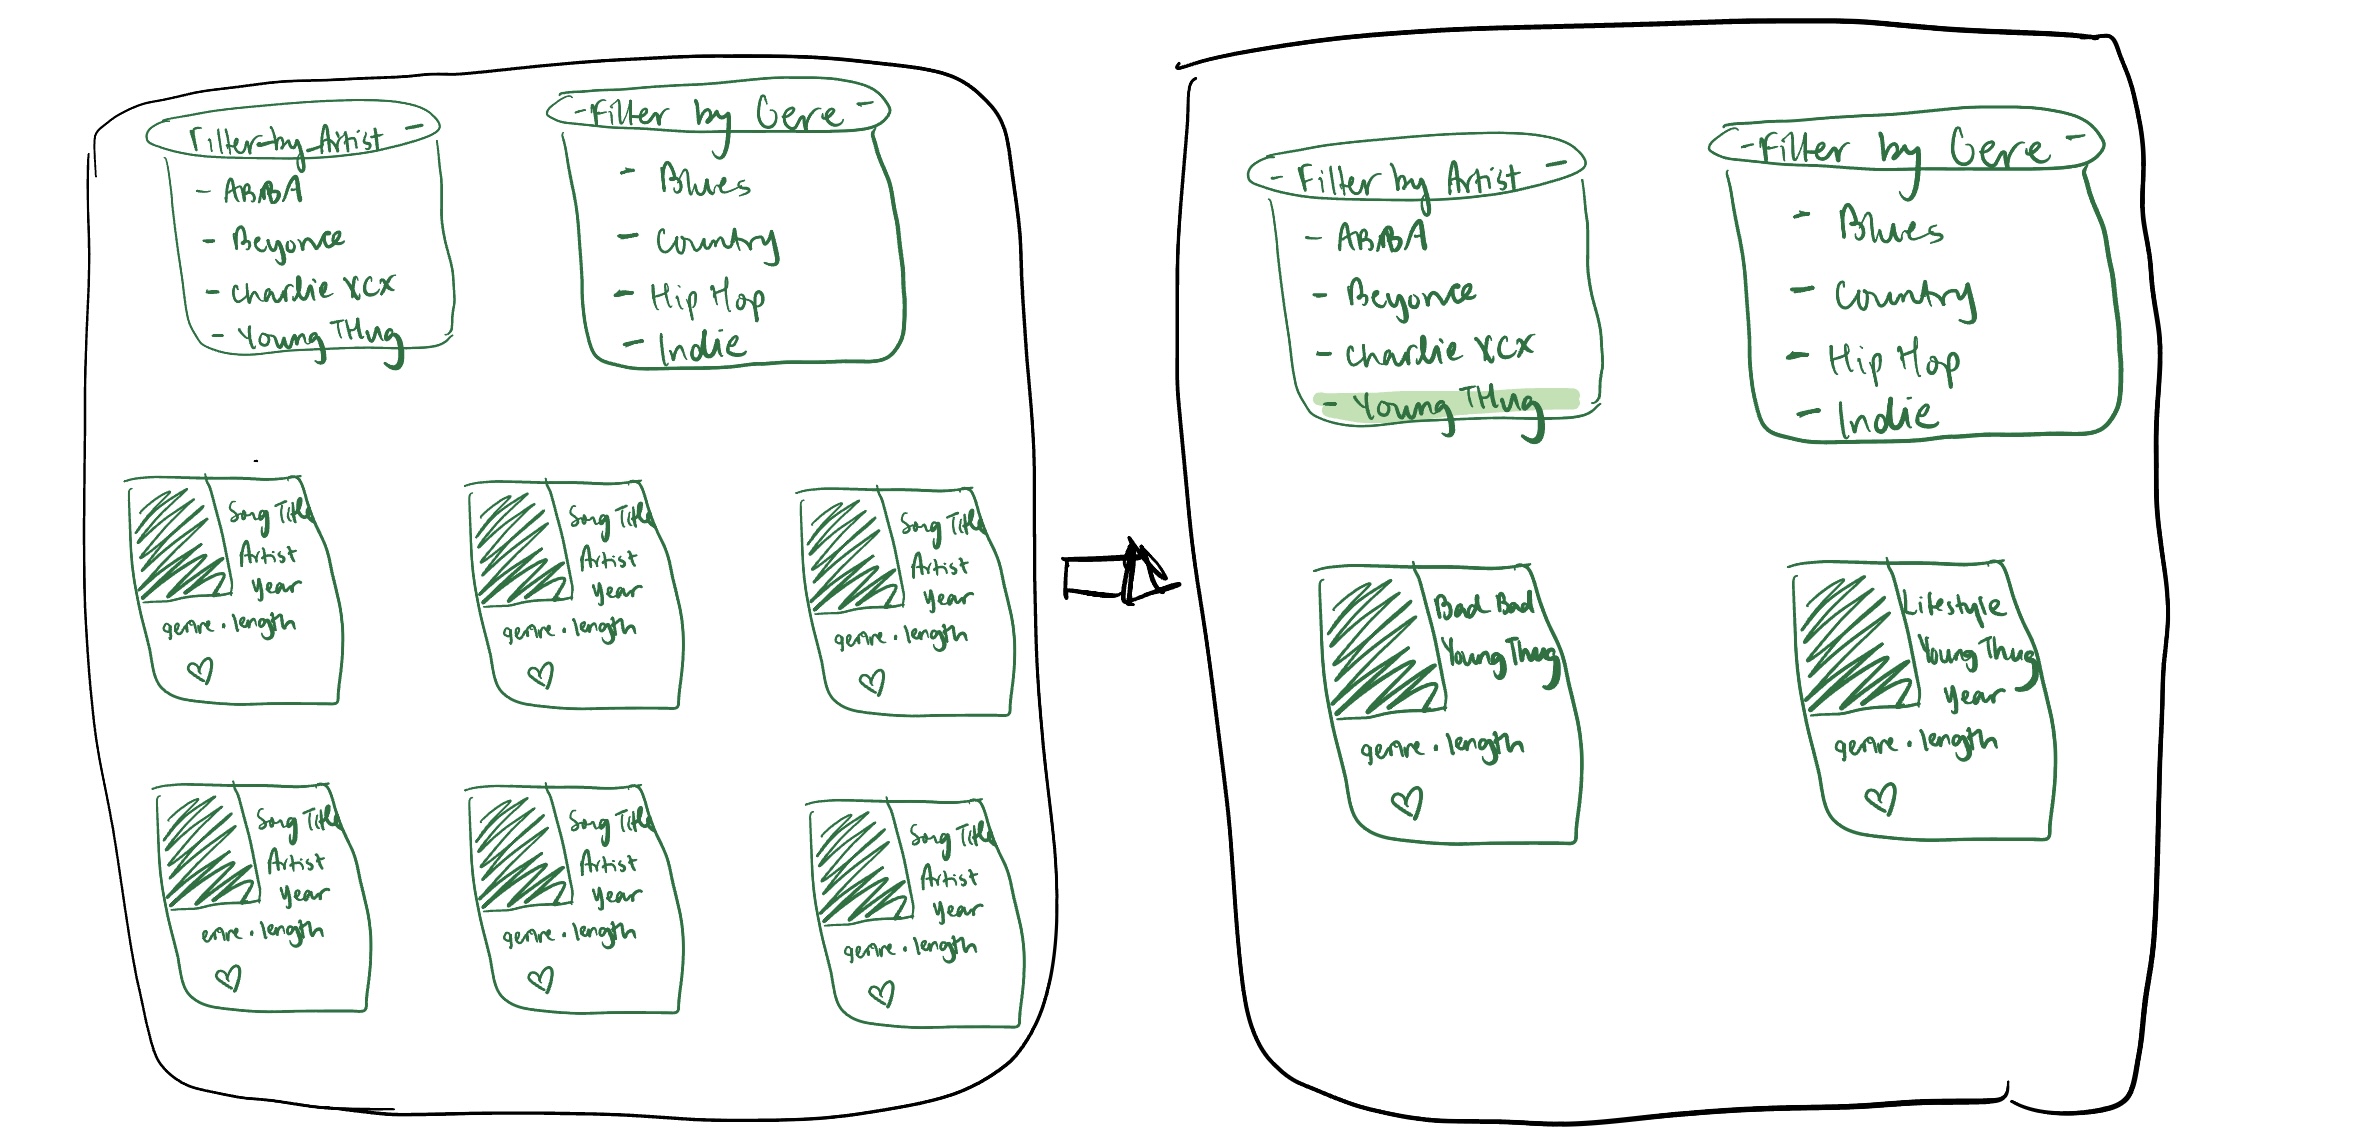 Filter by Artist -
- ABBA
- Beyonce
- Charlie XCX
- Young THug
- Filter by Gere -
- Blues
- Country
- Hip Hop
- Indie
Song Title
Artist
Year
genre . length
Song Title
Artist
Year
genre . length
Song Title
Artist
Year
genre . length
Song Title
Artist
Year
enre . length
Song Title
Artist
Year
genre . length
Song Title
Artist
Year
genre . length
- Filter by Artist -
- ABBA
- Beyonce
- Charlie XCX
- Young THug
- Filter by Gere -
- Blues
- Country
- Hip Hop
- Indie
Bad Bad
Young Thug
genre . length
Lifestyle
Young Thug
Year
genre . length